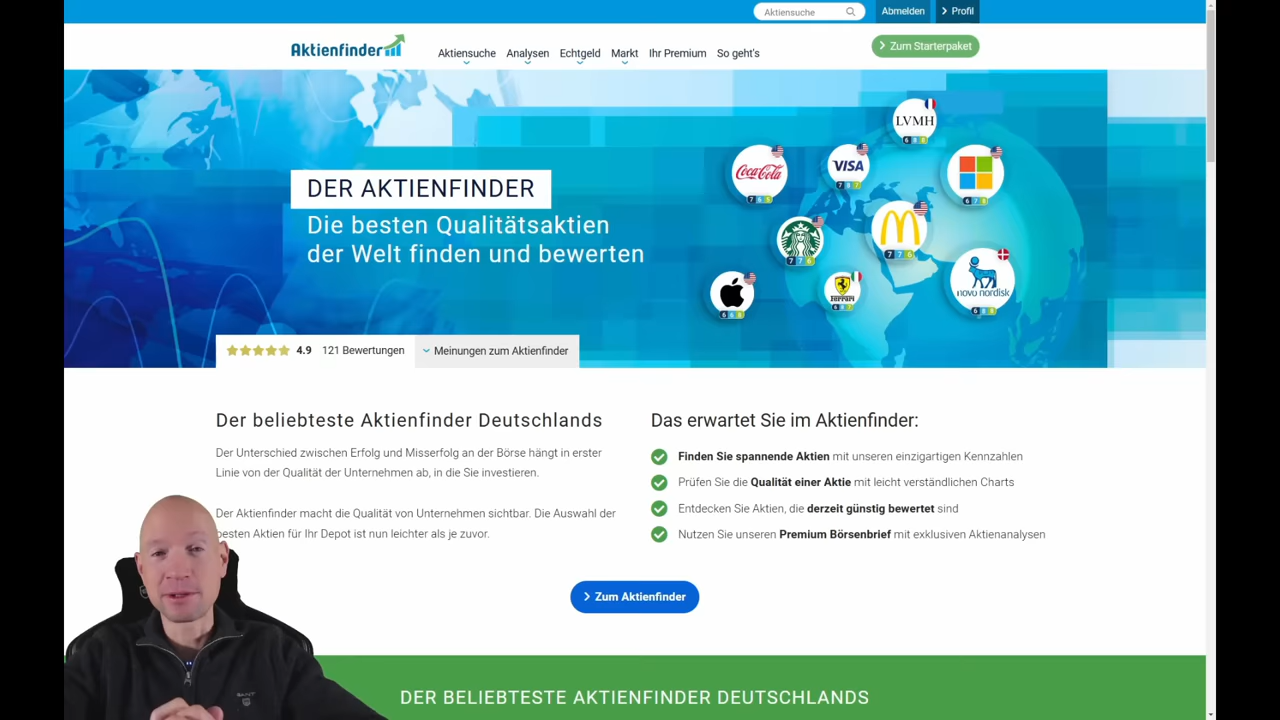 Aktiensuche
Abmelden
Profil
Aktienfinder
Aktiensuche
Analysen
Echtgeld
Markt
Ihr Premium
So geht's
Zum Starterpaket
LVMH
Coca-Cola
VISA
Ferrari
novo nordisk
DER AKTIENFINDER
Die besten Qualitätsaktien
der Welt finden und bewerten
4.9 121 Bewertungen
Meinungen zum Aktienfinder
Der beliebteste Aktienfinder Deutschlands
Der Unterschied zwischen Erfolg und Misserfolg an der Börse hängt in erster
Linie von der Qualität der Unternehmen ab, in die Sie investieren.
Der Aktienfinder macht die Qualität von Unternehmen sichtbar. Die Auswahl der
besten Aktien für Ihr Depot ist nun leichter als je zuvor.
Das erwartet Sie im Aktienfinder:
Finden Sie spannende Aktien mit unseren einzigartigen Kennzahlen
Prüfen Sie die Qualität einer Aktie mit leicht verständlichen Charts
Entdecken Sie Aktien, die derzeit günstig bewertet sind
Nutzen Sie unseren Premium Börsenbrief mit exklusiven Aktienanalysen
Zum Aktienfinder
DER BELIEBTESTE AKTIENFINDER DEUTSCHLANDS